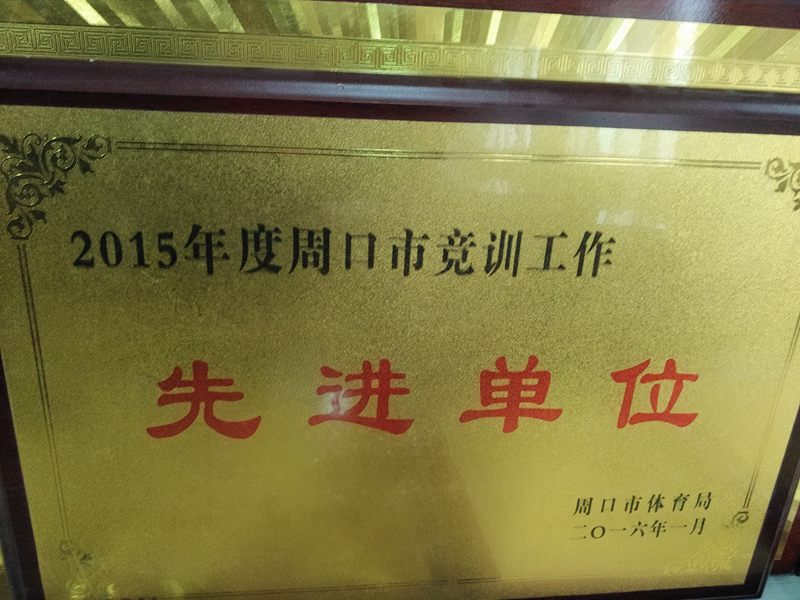 2015年度周口市竞训工作
先进单位
周口市体育局
二〇一六年一月